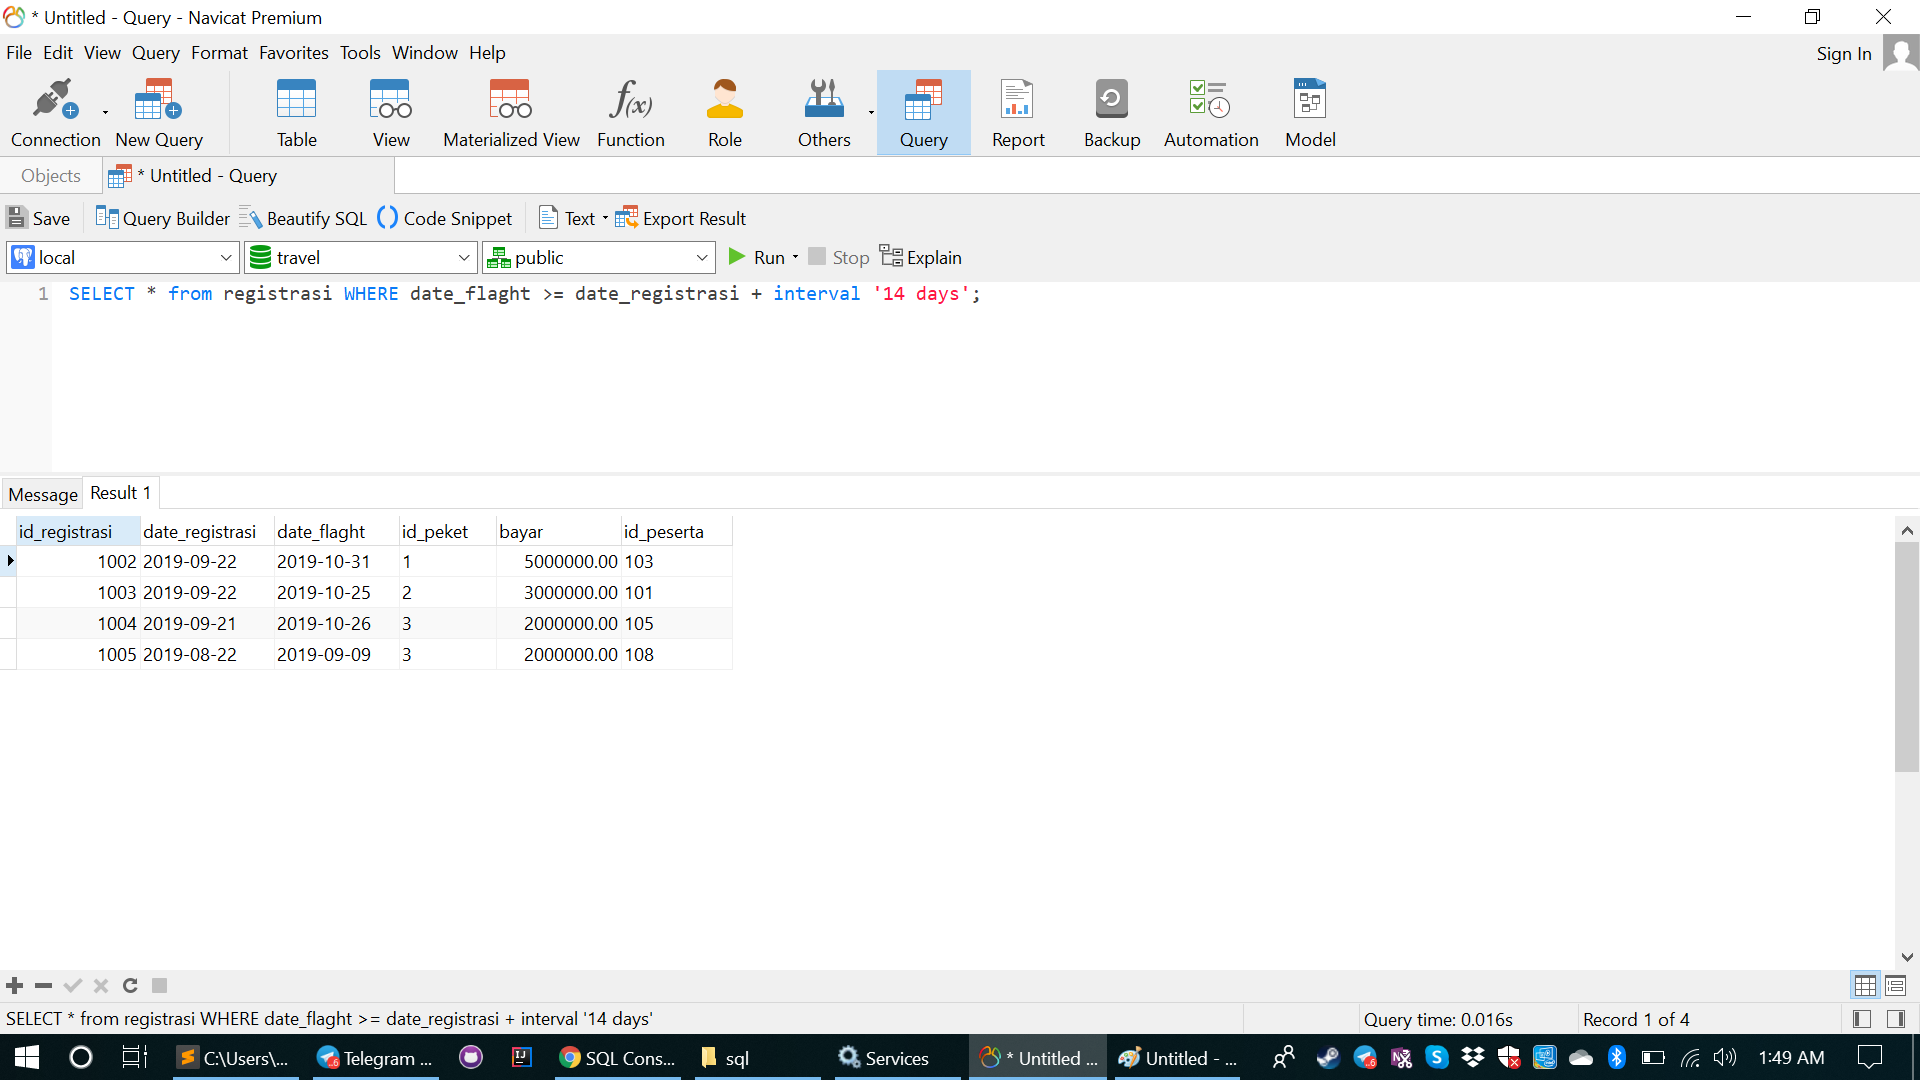 * Untitled - Query - Navicat Premium
File Edit View Query Format Favorites Tools Window Help
Sign In
Connection New Query Table View Materialized View Function Role Others Query Report Backup Automation Model
Objects * Untitled - Query
Save Query Builder Beautify SQL Code Snippet Text Export Result
local travel public Run Stop Explain
1 SELECT * from registrasi WHERE date_flaght >= date_registrasi + interval '14 days';
Message Result 1
id_registrasi date_registrasi date_flaght id_peket bayar id_peserta
1002 2019-09-22 2019-10-31 1 5000000.00 103
1003 2019-09-22 2019-10-25 2 3000000.00 101
1004 2019-09-21 2019-10-26 3 2000000.00 105
1005 2019-08-22 2019-09-09 3 2000000.00 108
SELECT * from registrasi WHERE date_flaght >= date_registrasi + interval '14 days'
Query time: 0.016s Record 1 of 4
C:\Users\... Telegram ... SQL Cons... sql Services * Untitled ... Untitled - ... 1:49 AM